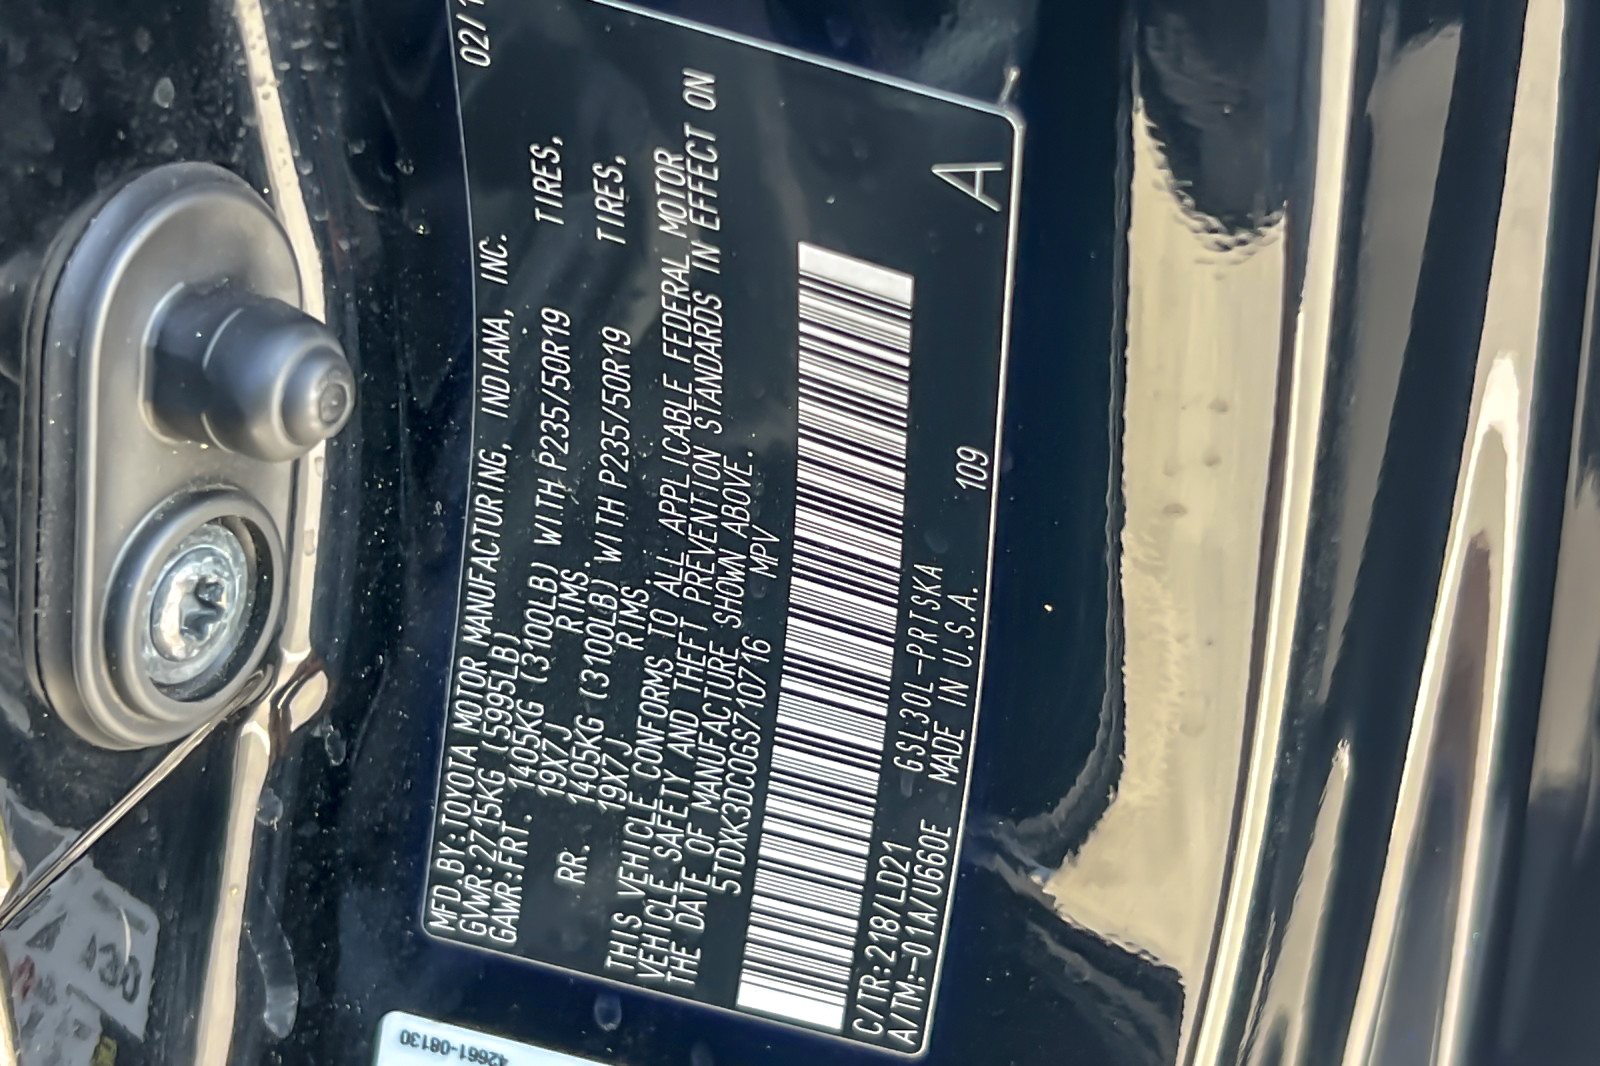 02/1
MFD. BY: TOYOTA MOTOR MANUFACTURING, INDIANA, INC.
GVWR: 2715KG (5995LB)
GAWR: FRT. 1405KG (3100LB) WITH P235/50R19 TIRES,
19X7J RIMS.
RR. 1405KG (3100LB) WITH P235/50R19 TIRES,
19X7J RIMS.
THIS VEHICLE CONFORMS TO ALL APPLICABLE FEDERAL MOTOR
VEHICLE SAFETY AND THEFT PREVENTION STANDARDS IN EFFECT ON
THE DATE OF MANUFACTURE SHOWN ABOVE.
5TDXK3DC0GS710716 MPV
A
C/TR: 218/LD21 GSL30L-PRTSKA 109
A/TM: -01A/U660E MADE IN U.S.A.
42661-08130